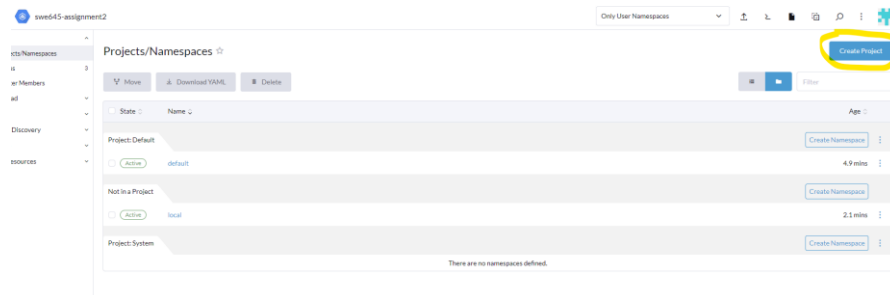 swe645-assignment2
Only User Namespaces
Projects/Namespaces
Create Project
Move
Download YAML
Delete
Filter
State
Name
Age
Project: Default
Create Namespace
Active
default
4.9 mins
Not in a Project
Create Namespace
Active
local
2.1 mins
Project: System
Create Namespace
There are no namespaces defined.
ects/Namespaces
3
er Members
ad
Discovery
esources